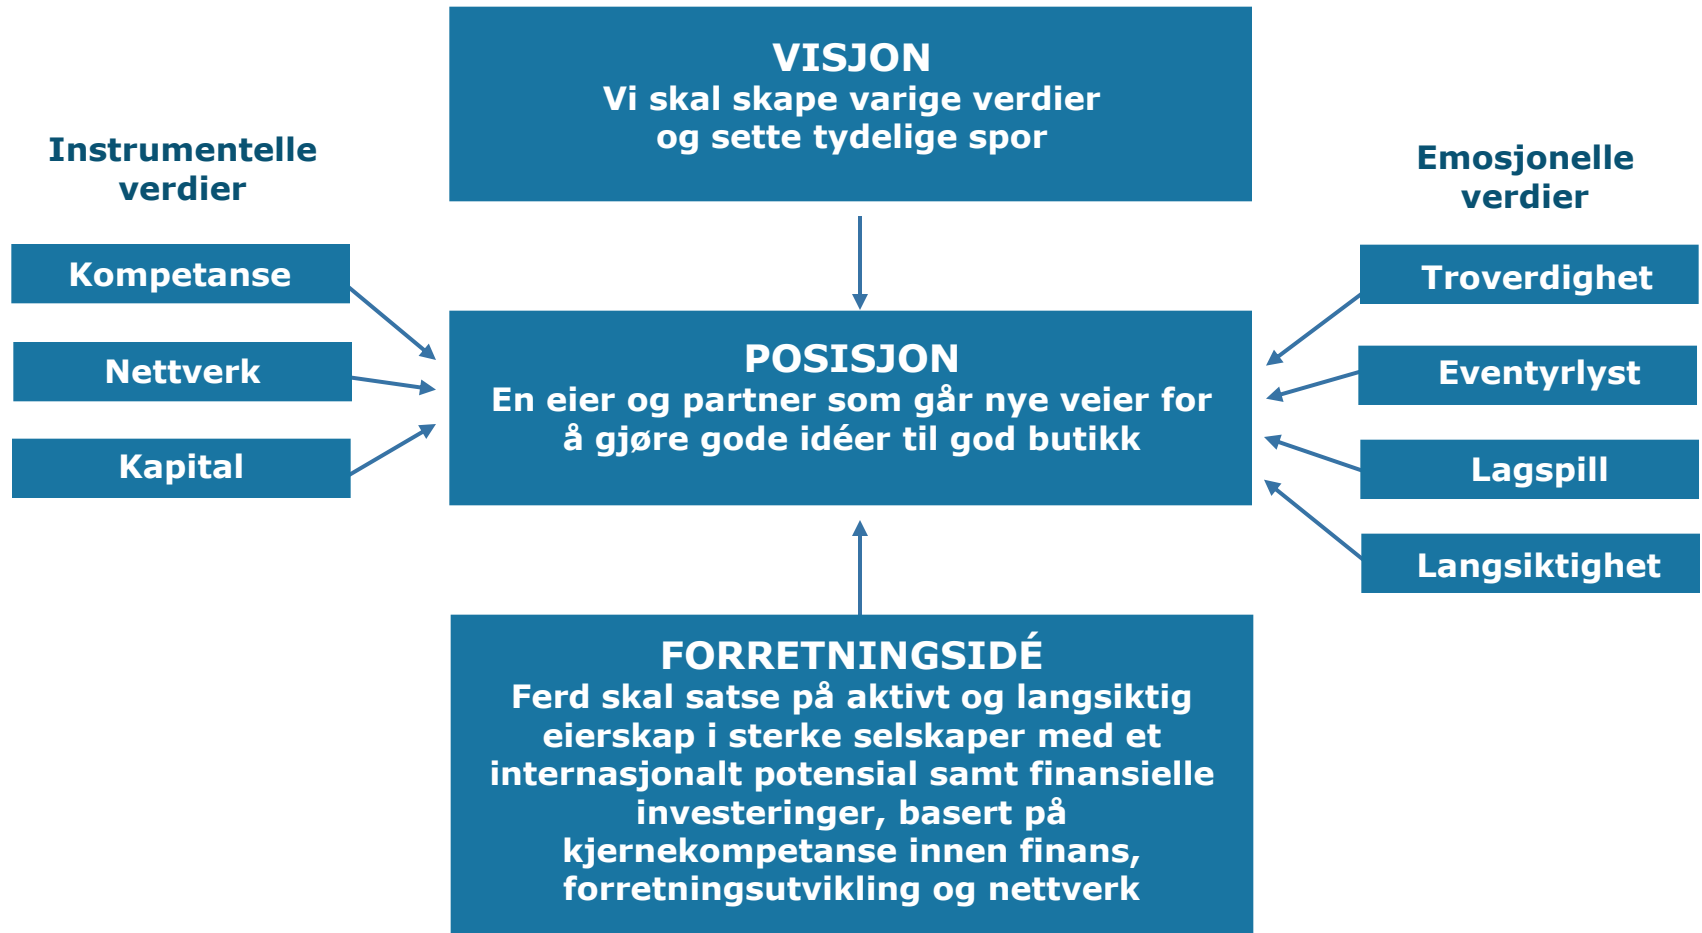 VISJON
Vi skal skape varige verdier
og sette tydelige spor
Instrumentelle
verdier
Kompetanse
Nettverk
Kapital
POSISJON
En eier og partner som går nye veier for
å gjøre gode idéer til god butikk
Emosjonelle
verdier
Troverdighet
Eventyrlyst
Lagspill
Langsiktighet
FORRETNINGSIDÉ
Ferd skal satse på aktivt og langsiktig
eierskap i sterke selskaper med et
internasjonalt potensial samt finansielle
investeringer, basert på
kjernekompetanse innen finans,
forretningsutvikling og nettverk